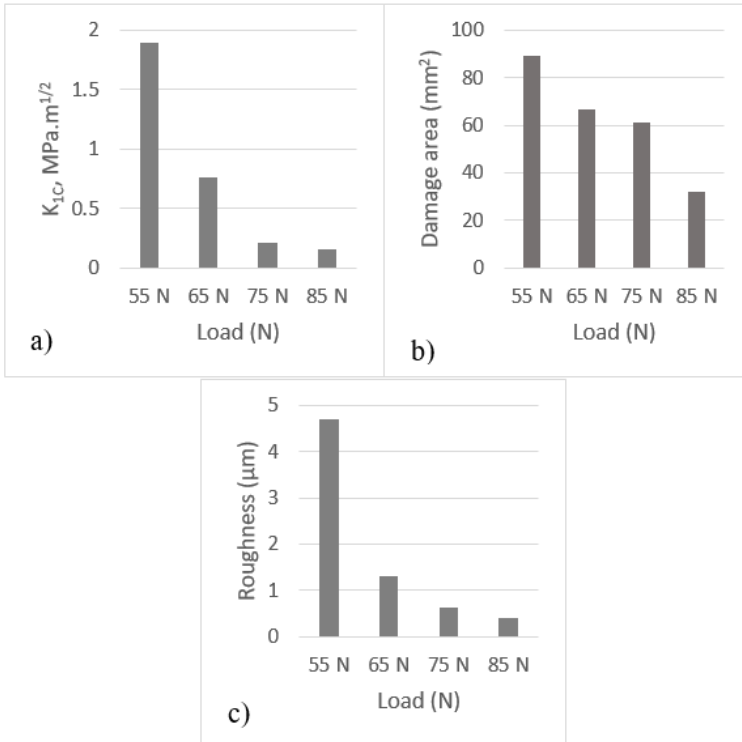 K1C, MPa.m1/2
2
1.5
1
0.5
0
55 N 65 N 75 N 85 N
Load (N)
a)
Damage area (mm2)
100
80
60
40
20
0
55 N 65 N 75 N 85 N
Load (N)
b)
Roughness (μm)
5
4
3
2
1
0
55 N 65 N 75 N 85 N
Load (N)
c)